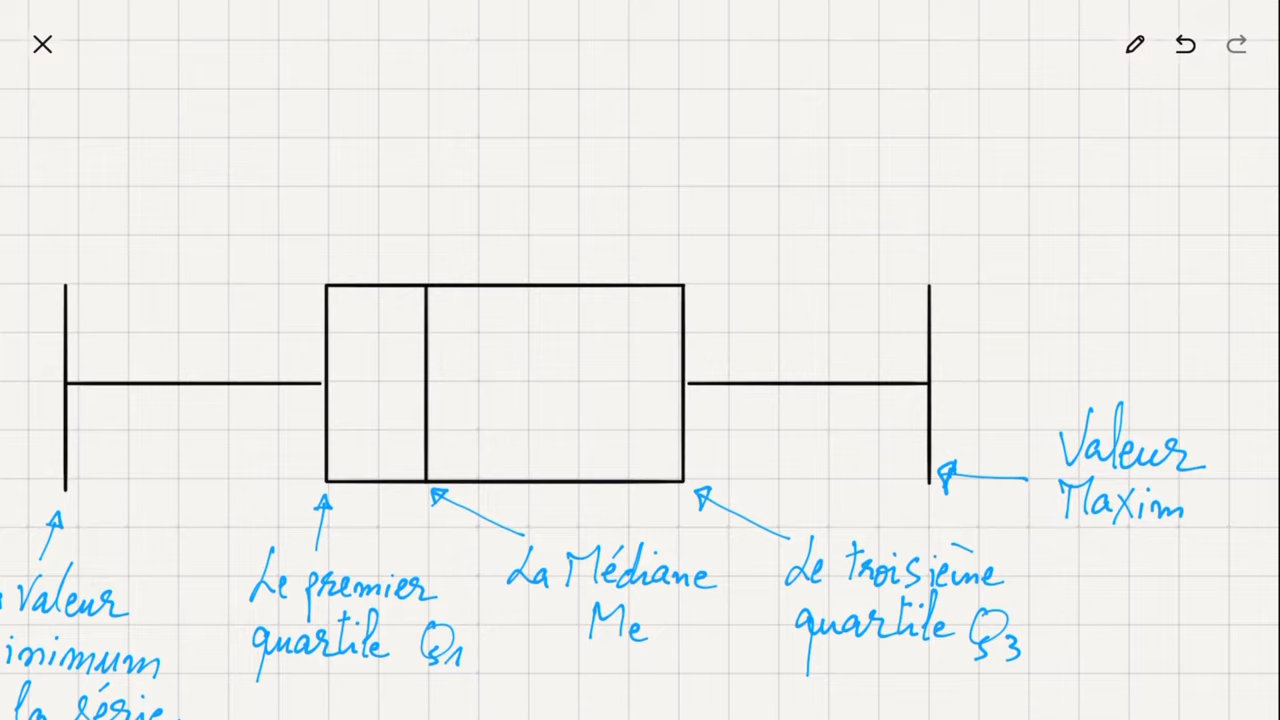 Valeur
Maxim
Valeur
inimum
la série.
Le premier
quartile Q1
La Médiane
Me
Le troisième
quartile Q3